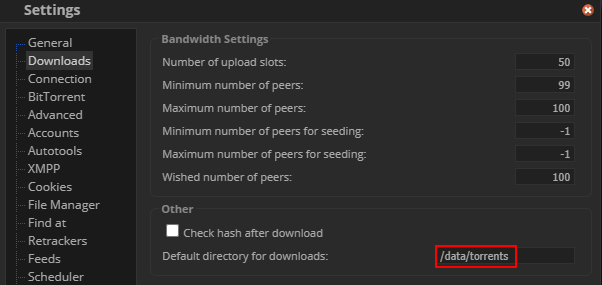 Settings
General
Downloads
Connection
BitTorrent
Advanced
Accounts
Autotools
XMPP
Cookies
File Manager
Find at
Retrackers
Feeds
Scheduler
Bandwidth Settings
Number of upload slots: 50
Minimum number of peers: 99
Maximum number of peers: 100
Minimum number of peers for seeding: -1
Maximum number of peers for seeding: -1
Wished number of peers: 100
Other
Check hash after download
Default directory for downloads: /data/torrents